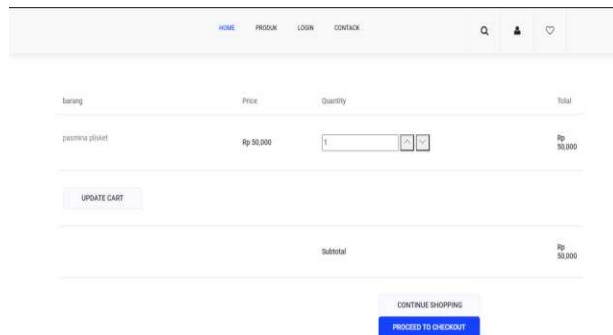 HOME PRODUK LOGIN CONTACK
barang Price Quantity Total
pasmina plisket Rp 50,000 1 Rp
50,000
UPDATE CART
Subtotal Rp
50,000
CONTINUE SHOPPING
PROCEED TO CHECKOUT